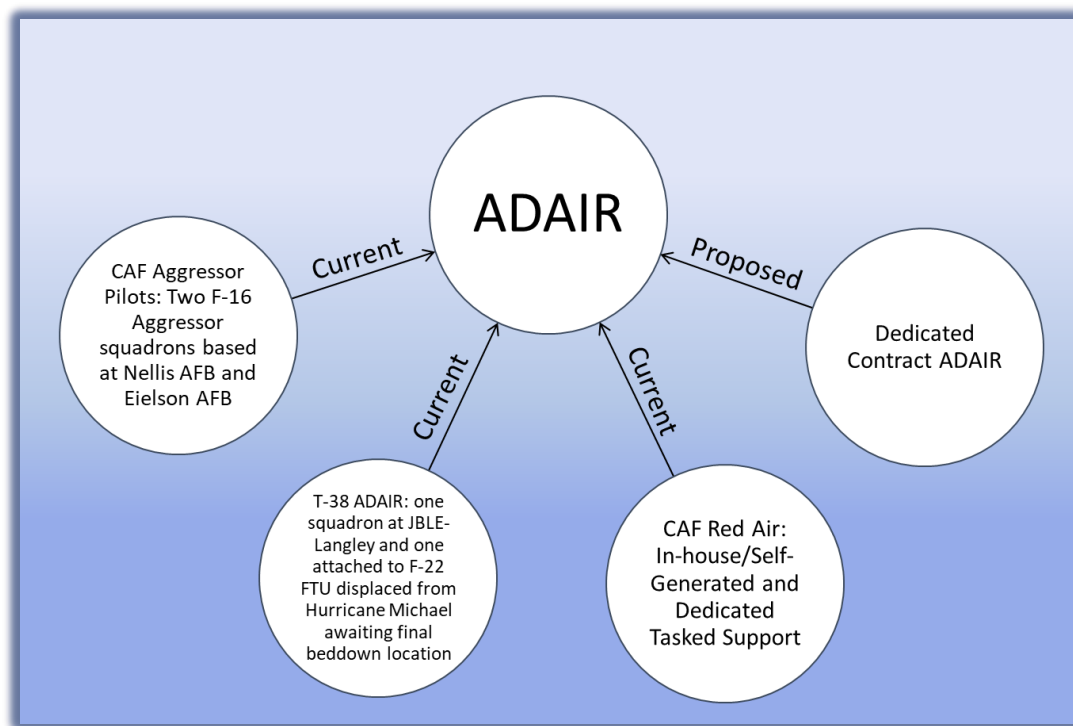 ADAIR
Current
Proposed
CAF Aggressor
Pilots: Two F-16
Aggressor
squadrons based
at Nellis AFB and
Eielson AFB
Dedicated
Contract ADAIR
Current
Current
T-38 ADAIR: one
squadron at JBLE-
Langley and one
attached to F-22
FTU displaced from
Hurricane Michael
awaiting final
beddown location
CAF Red Air:
In-house/Self-
Generated and
Dedicated
Tasked Support